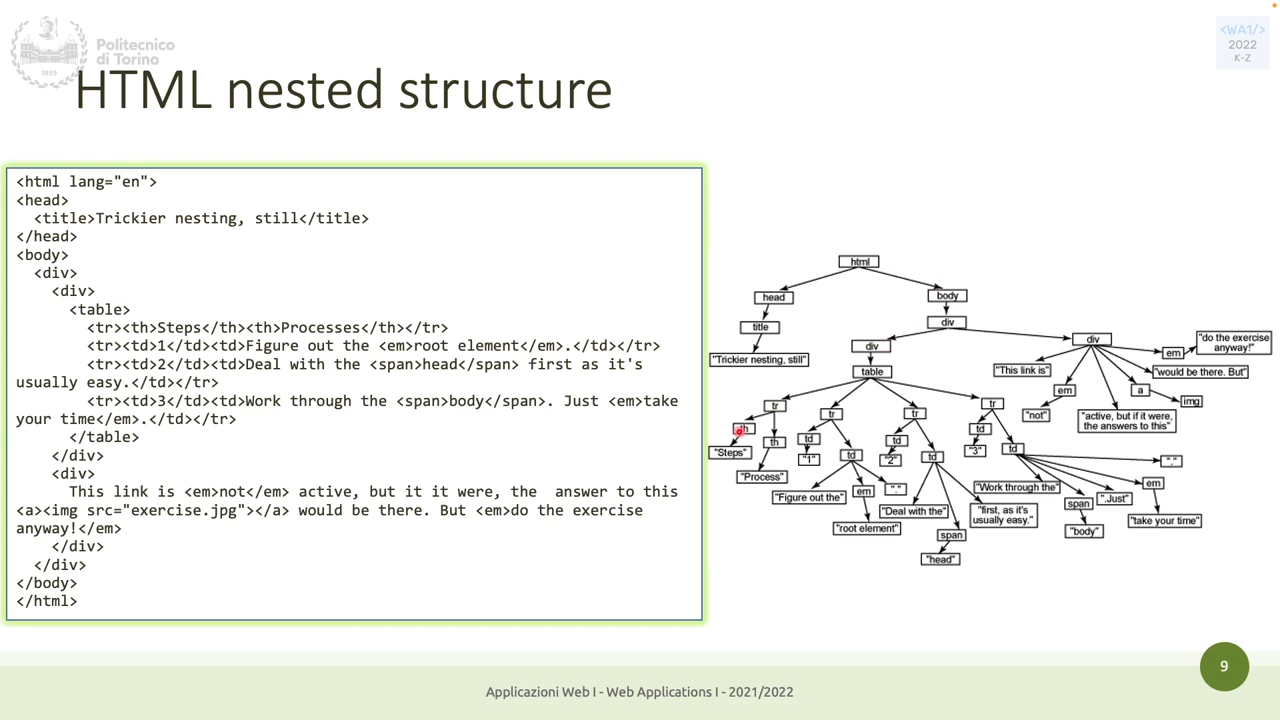 Politecnico
di Torino
1859
<WA1/>
2022
K-Z
HTML nested structure
<html lang="en">
<head>
<title>Trickier nesting, still</title>
</head>
<body>
<div>
<div>
<table>
<tr><th>Steps</th><th>Processes</th></tr>
<tr><td>1</td><td>Figure out the <em>root element</em>.</td></tr>
<tr><td>2</td><td>Deal with the <span>head</span> first as it's
usually easy.</td></tr>
<tr><td>3</td><td>Work through the <span>body</span>. Just <em>take
your time</em>.</td></tr>
</table>
</div>
<div>
This link is <em>not</em> active, but it it were, the answer to this
<a><img src="exercise.jpg"></a> would be there. But <em>do the exercise
anyway!</em>
</div>
</div>
</body>
</html>
html
head
body
title
div
"Trickier nesting, still"
div
div
em
"do the exercise
anyway!"
table
"This link is"
"would be there. But"
em
a
img
"not"
"active, but if it were,
the answers to this"
tr
tr
tr
tr
th
th
td
td
td
td
td
td
"Steps"
"Process"
"1"
"2"
"3"
"."
"Figure out the"
em
"."
"root element"
"Deal with the"
"first, as it's
usually easy."
span
"head"
"Work through the"
span
".Just"
em
"body"
"take your time"
9
Applicazioni Web I - Web Applications I - 2021/2022